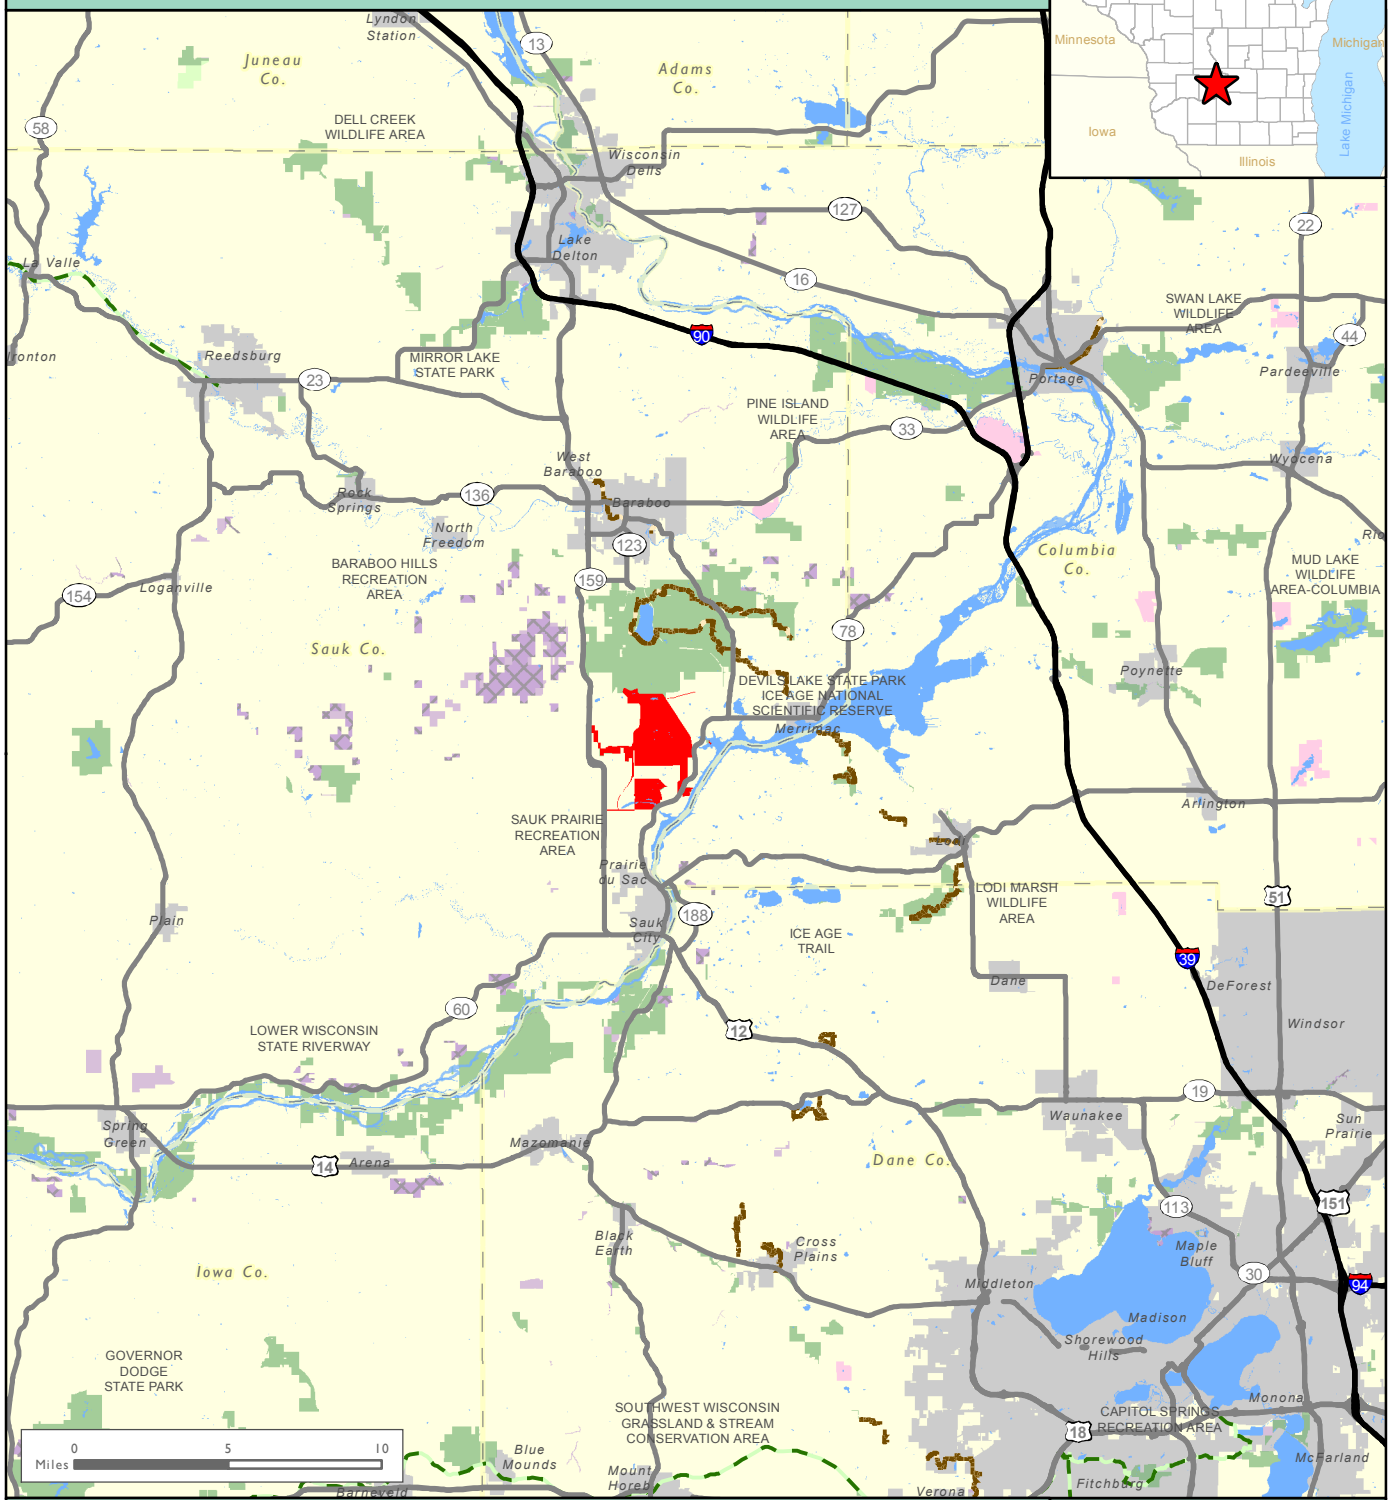 Lyndon
Station
13
Juneau
Co.
Adams
Co.
Minnesota
Michigan
Lake Michigan
Iowa
Illinois
58
DELL CREEK
WILDLIFE AREA
Wisconsin
Dells
127
22
Lake
Delton
La Valle
16
SWAN LAKE
WILDLIFE
AREA
90
44
Ironton
Reedsburg
MIRROR LAKE
STATE PARK
23
Portage
Pardeeville
PINE ISLAND
WILDLIFE
AREA
33
West
Baraboo
Wyocena
Rock
Springs
136
Baraboo
North
Freedom
123
Rio
Columbia
Co.
MUD LAKE
WILDLIFE
AREA-COLUMBIA
BARABOO HILLS
RECREATION
AREA
159
154
Loganville
78
Sauk Co.
Poynette
DEVILS LAKE STATE PARK
ICE AGE NATIONAL
SCIENTIFIC RESERVE
Merrimac
Arlington
SAUK PRAIRIE
RECREATION
AREA
Lodi
Prairie
du Sac
LODI MARSH
WILDLIFE
AREA
51
Plain
188
Sauk
City
ICE AGE
TRAIL
39
Dane
DeForest
60
LOWER WISCONSIN
STATE RIVERWAY
12
Windsor
19
Waunakee
Spring
Green
Sun
Prairie
Mazomanie
14
Arena
Dane Co.
113
151
Black
Earth
Cross
Plains
Maple
Bluff
Iowa Co.
30
94
Middleton
Madison
Shorewood
Hills
GOVERNOR
DODGE
STATE PARK
Monona
SOUTHWEST WISCONSIN
GRASSLAND & STREAM
CONSERVATION AREA
CAPITOL SPRINGS
RECREATION AREA
18
0 5 10
Miles
Blue
Mounds
McFarland
Mount
Horeb
Fitchburg
Barneveld
Verona